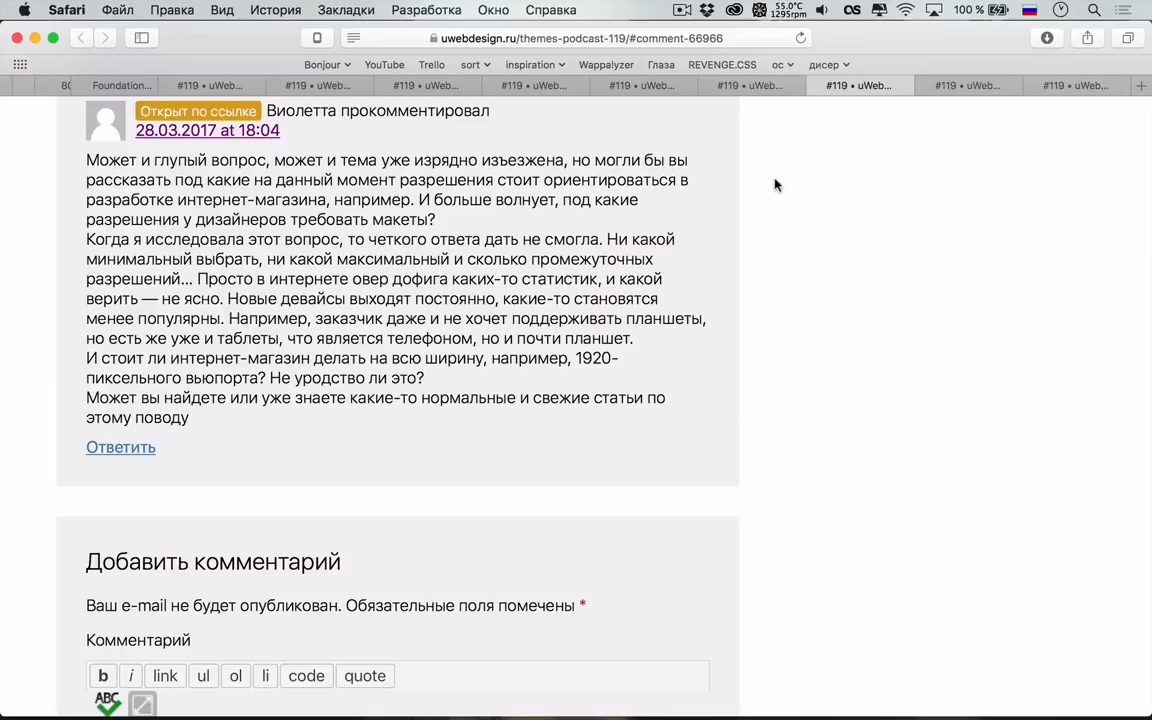 Safari Файл Правка Вид История Закладки Разработка Окно Справка 55.0°C 1295rpm 100 %
uwebdesign.ru/themes-podcast-119/#comment-66966
Bonjour YouTube Trello sort inspiration Wappalyzer Глаза REVENGE.CSS ос дисер
80 Foundation... #119 • uWeb... #119 • uWeb... #119 • uWeb... #119 • uWeb... #119 • uWeb... #119 • uWeb... #119 • uWeb... #119 • uWeb... #119 • uWeb...
Открыт по ссылке Виолетта прокомментировал
28.03.2017 at 18:04
Может и глупый вопрос, может и тема уже изрядно изъезжена, но могли бы вы
рассказать под какие на данный момент разрешения стоит ориентироваться в
разработке интернет-магазина, например. И больше волнует, под какие
разрешения у дизайнеров требовать макеты?
Когда я исследовала этот вопрос, то четкого ответа дать не смогла. Ни какой
минимальный выбрать, ни какой максимальный и сколько промежуточных
разрешений... Просто в интернете овер дофига каких-то статистик, и какой
верить — не ясно. Новые девайсы выходят постоянно, какие-то становятся
менее популярны. Например, заказчик даже и не хочет поддерживать планшеты,
но есть же уже и таблеты, что является телефоном, но и почти планшет.
И стоит ли интернет-магазин делать на всю ширину, например, 1920-
пиксельного вьюпорта? Не уродство ли это?
Может вы найдете или уже знаете какие-то нормальные и свежие статьи по
этому поводу
Ответить
Добавить комментарий
Ваш e-mail не будет опубликован. Обязательные поля помечены *
Комментарий
b i link ul ol li code quote
ABC